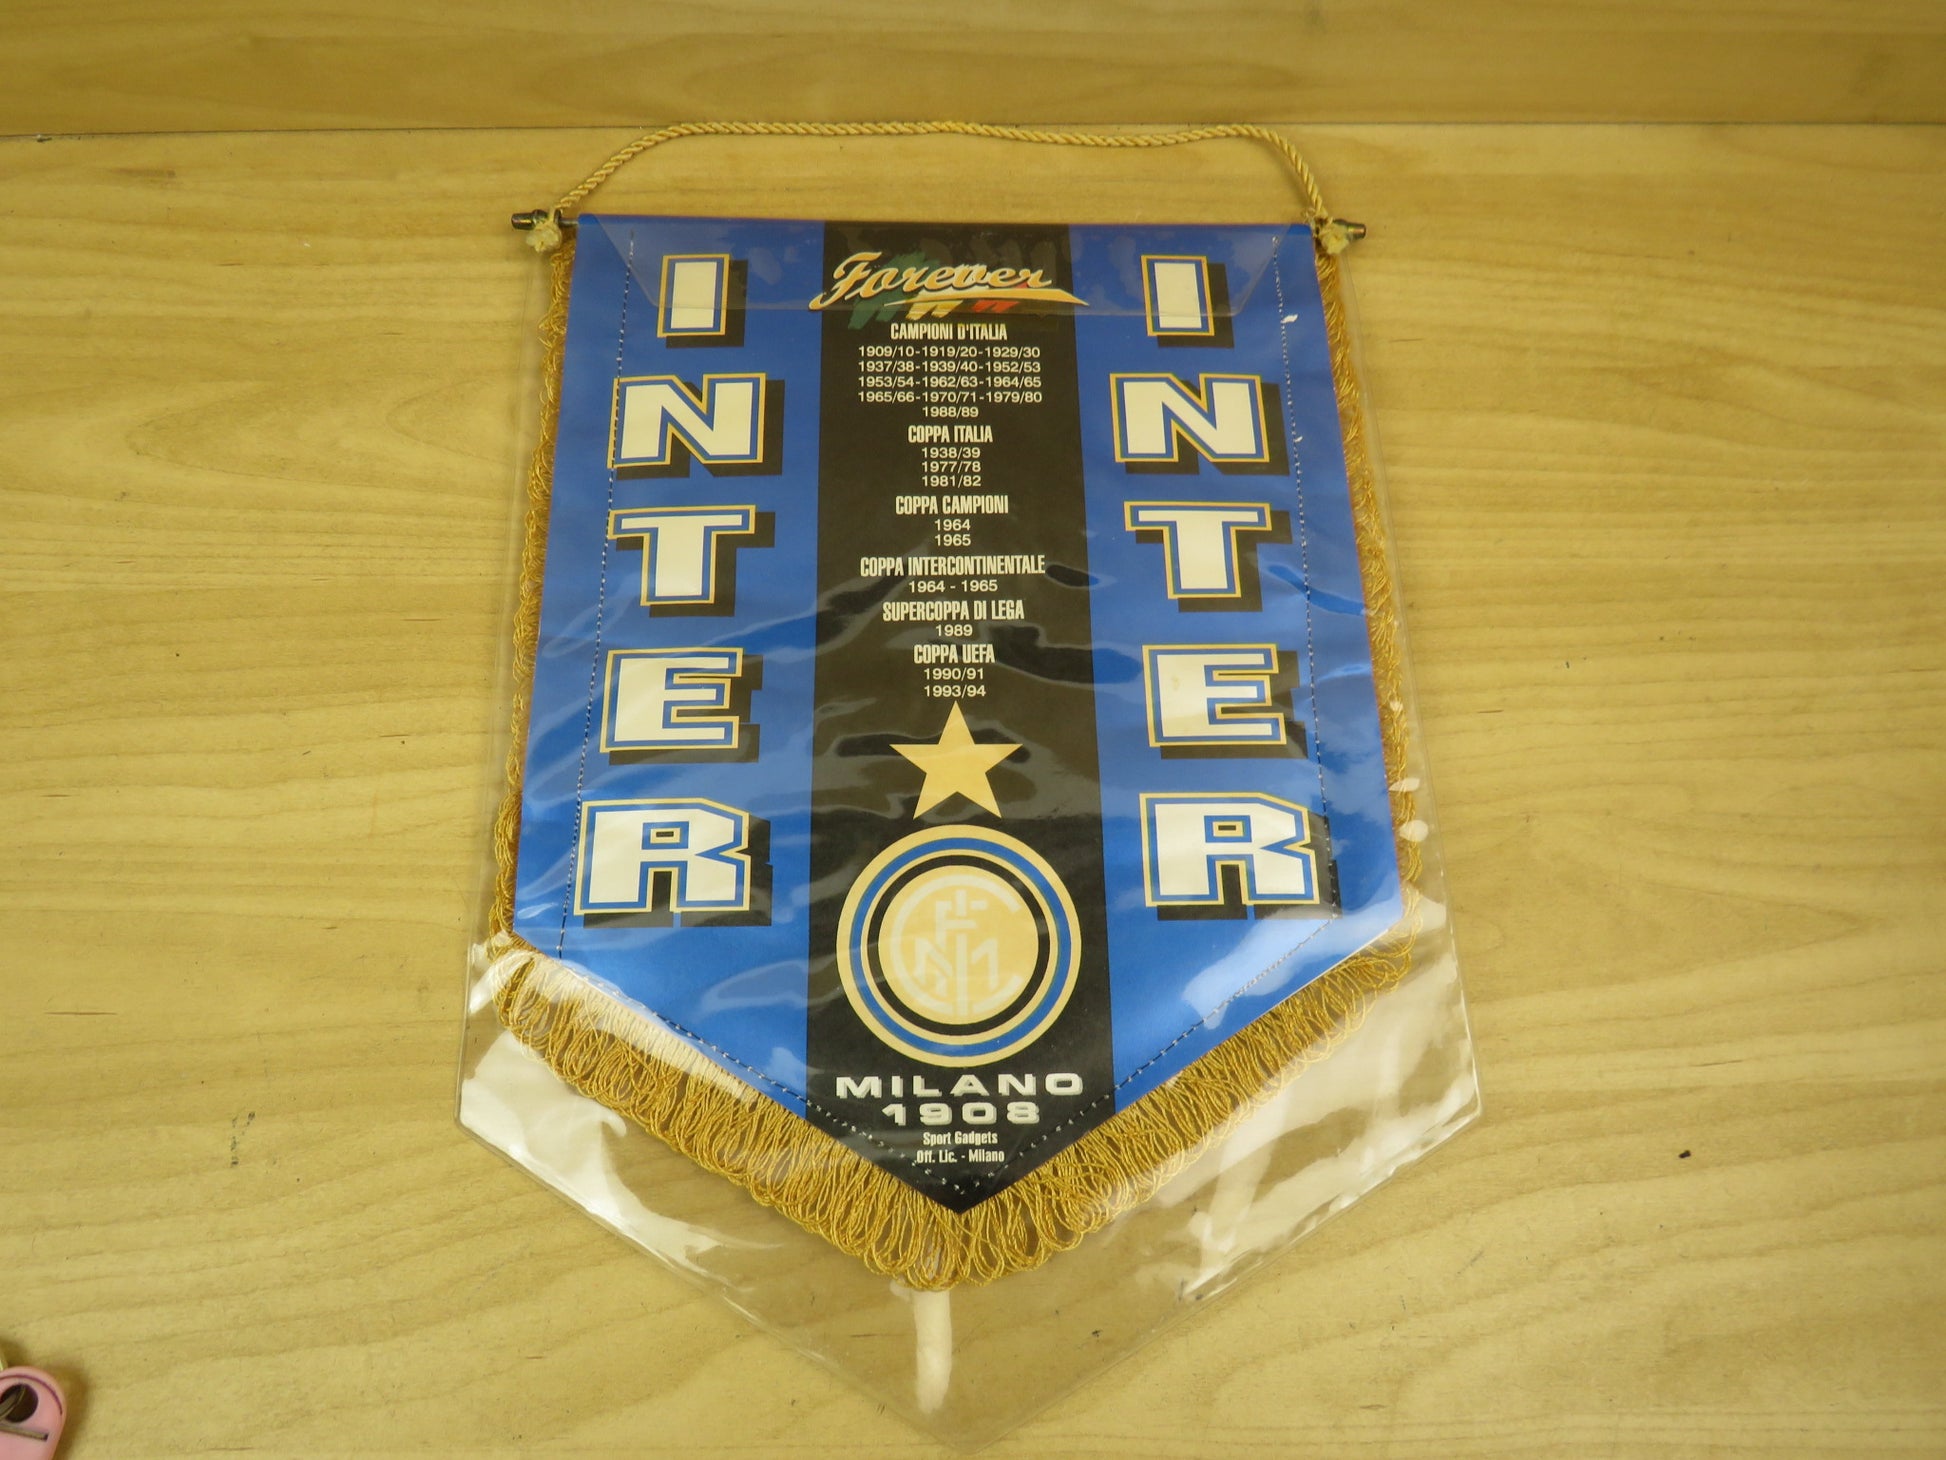 INTER
Forever
INTER
CAMPIONI D'ITALIA
1909/10-1919/20-1929/30
1937/38-1939/40-1952/53
1953/54-1962/63-1964/65
1965/66-1970/71-1979/80
1988/89
COPPA ITALIA
1938/39
1977/78
1981/82
COPPA CAMPIONI
1964
1965
COPPA INTERCONTINENTALE
1964 - 1965
SUPERCOPPA DI LEGA
1989
COPPA UEFA
1990/91
1993/94
MILANO
1908
Sport Gadgets
Off. Lic. - Milano